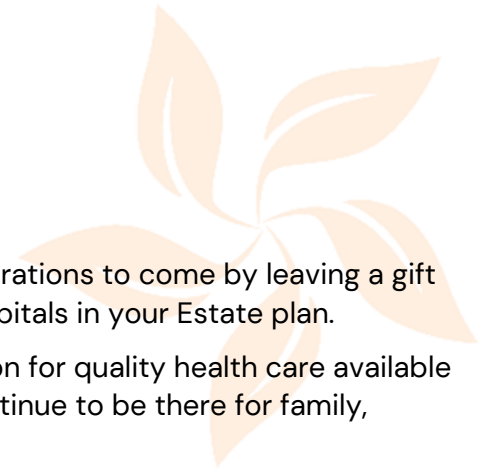 rations to come by leaving a gift
pitals in your Estate plan.
on for quality health care available
tinue to be there for family,